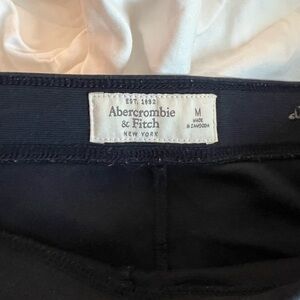 EST. 1892
Abercrombie
& Fitch
NEW YORK
M
MADE
IN CAMBODIA